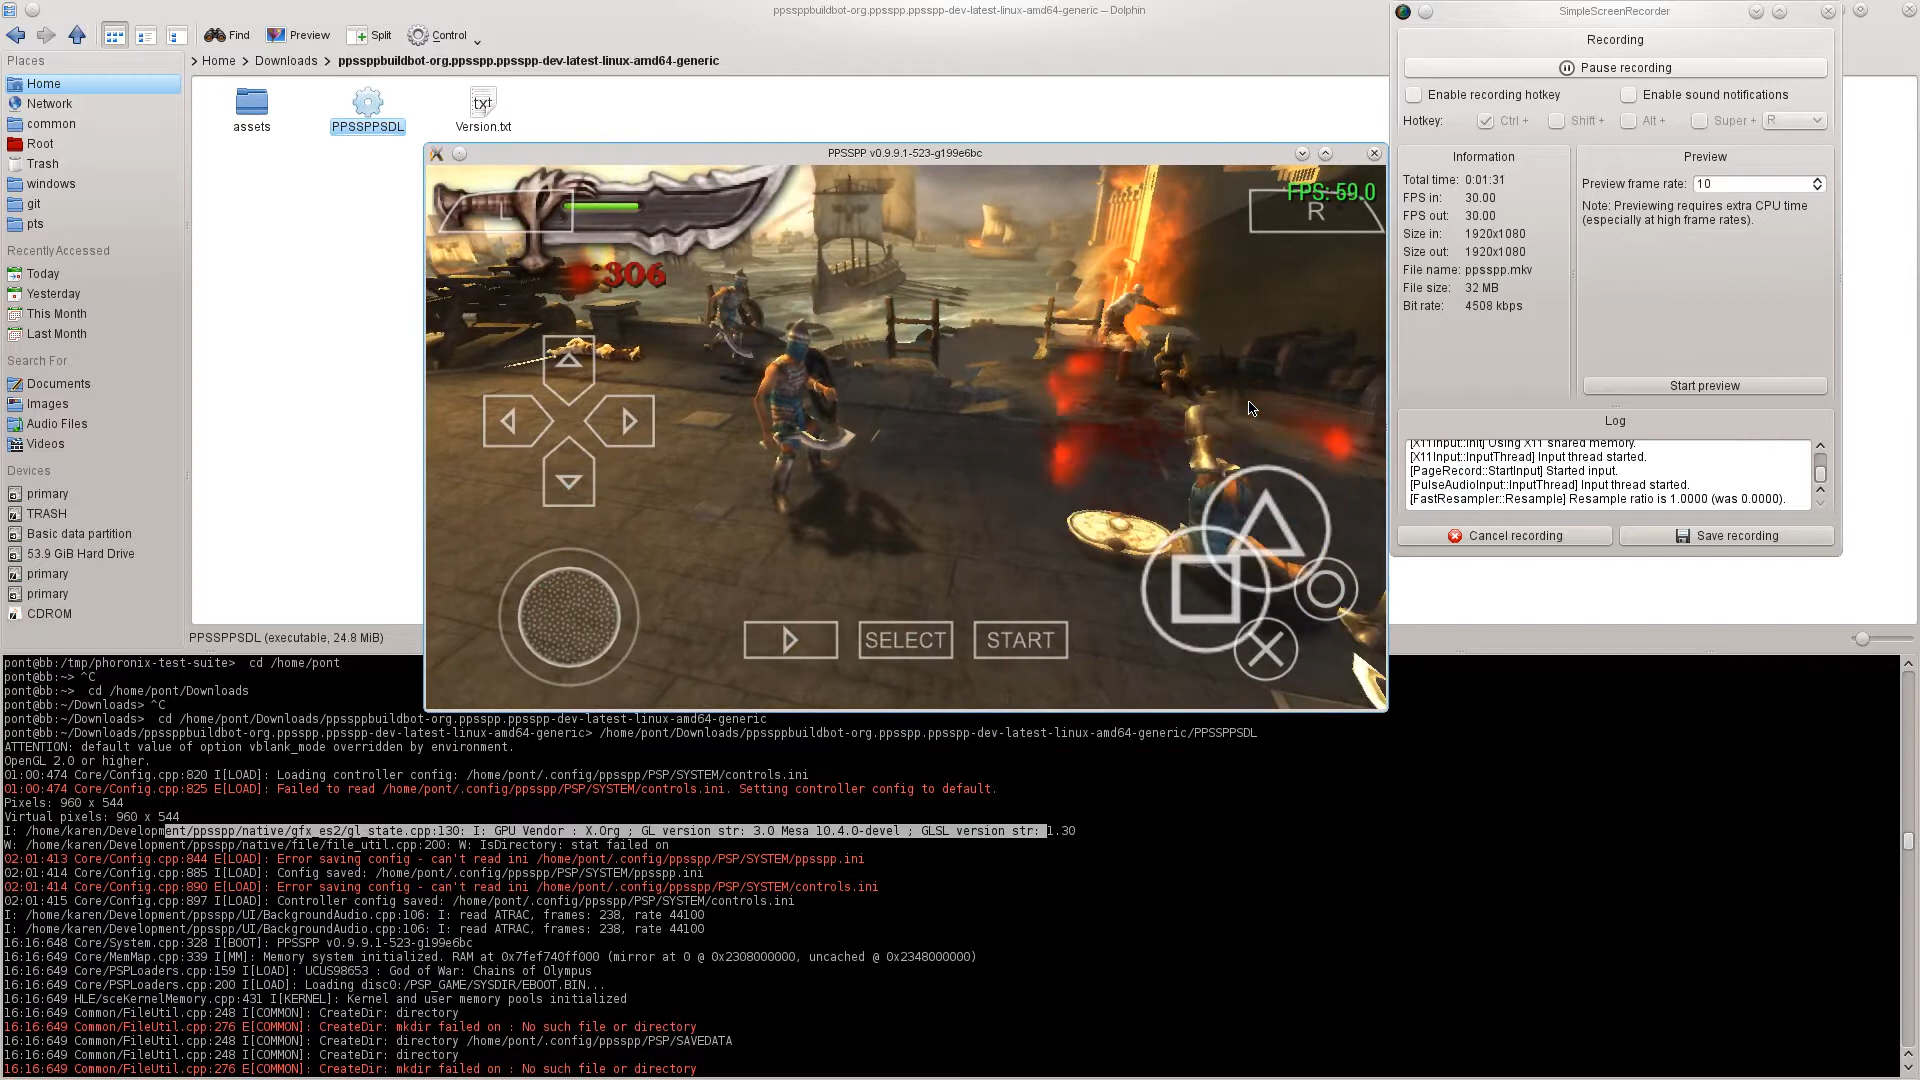 ppssppbuildbot-org.ppsspp.ppsspp-dev-latest-linux-amd64-generic – Dolphin
Find
Preview
Split
Control
Places
> Home > Downloads > ppssppbuildbot-org.ppsspp.ppsspp-dev-latest-linux-amd64-generic
Home
Network
common
Root
Trash
windows
git
pts
RecentlyAccessed
Today
Yesterday
This Month
Last Month
Search For
Documents
Images
Audio Files
Videos
Devices
primary
TRASH
Basic data partition
53.9 GiB Hard Drive
primary
primary
CDROM
assets
PPSSPPSDL
txt
Version.txt
PPSSPPSDL (executable, 24.8 MiB)
PPSSPP v0.9.9.1-523-g199e6bc
FPS: 59.0
L
R
306
SELECT
START
SimpleScreenRecorder
Recording
Pause recording
Enable recording hotkey
Enable sound notifications
Hotkey:
Ctrl +
Shift +
Alt +
Super +
R
Information
Total time: 0:01:31
FPS in: 30.00
FPS out: 30.00
Size in: 1920x1080
Size out: 1920x1080
File name: ppsspp.mkv
File size: 32 MB
Bit rate: 4508 kbps
Preview
Preview frame rate: 10
Note: Previewing requires extra CPU time
(especially at high frame rates).
Start preview
Log
[X11Input::Init] Using X11 shared memory.
[X11Input::InputThread] Input thread started.
[PageRecord::StartInput] Started input.
[PulseAudioInput::InputThread] Input thread started.
[FastResampler::Resample] Resample ratio is 1.0000 (was 0.0000).
Cancel recording
Save recording
pont@bb:/tmp/phoronix-test-suite>  cd /home/pont
pont@bb:~> ^C
pont@bb:~>  cd /home/pont/Downloads
pont@bb:~/Downloads> ^C
pont@bb:~/Downloads>  cd /home/pont/Downloads/ppssppbuildbot-org.ppsspp.ppsspp-dev-latest-linux-amd64-generic
pont@bb:~/Downloads/ppssppbuildbot-org.ppsspp.ppsspp-dev-latest-linux-amd64-generic> /home/pont/Downloads/ppssppbuildbot-org.ppsspp.ppsspp-dev-latest-linux-amd64-generic/PPSSPPSDL
ATTENTION: default value of option vblank_mode overridden by environment.
OpenGL 2.0 or higher.
01:00:474 Core/Config.cpp:820 I[LOAD]: Loading controller config: /home/pont/.config/ppsspp/PSP/SYSTEM/controls.ini
01:00:474 Core/Config.cpp:825 E[LOAD]: Failed to read /home/pont/.config/ppsspp/PSP/SYSTEM/controls.ini. Setting controller config to default.
Pixels: 960 x 544
Virtual pixels: 960 x 544
I: /home/karen/Development/ppsspp/native/gfx_es2/gl_state.cpp:130: I: GPU Vendor : X.Org ; GL version str: 3.0 Mesa 10.4.0-devel ; GLSL version str: 1.30
W: /home/karen/Development/ppsspp/native/file/file_util.cpp:200: W: IsDirectory: stat failed on
02:01:413 Core/Config.cpp:844 E[LOAD]: Error saving config - can't read ini /home/pont/.config/ppsspp/PSP/SYSTEM/ppsspp.ini
02:01:414 Core/Config.cpp:885 I[LOAD]: Config saved: /home/pont/.config/ppsspp/PSP/SYSTEM/ppsspp.ini
02:01:414 Core/Config.cpp:890 E[LOAD]: Error saving config - can't read ini /home/pont/.config/ppsspp/PSP/SYSTEM/controls.ini
02:01:415 Core/Config.cpp:897 I[LOAD]: Controller config saved: /home/pont/.config/ppsspp/PSP/SYSTEM/controls.ini
I: /home/karen/Development/ppsspp/UI/BackgroundAudio.cpp:106: I: read ATRAC, frames: 238, rate 44100
I: /home/karen/Development/ppsspp/UI/BackgroundAudio.cpp:106: I: read ATRAC, frames: 238, rate 44100
16:16:648 Core/System.cpp:328 I[BOOT]: PPSSPP v0.9.9.1-523-g199e6bc
16:16:649 Core/MemMap.cpp:339 I[MM]: Memory system initialized. RAM at 0x7fef740ff000 (mirror at 0 @ 0x2308000000, uncached @ 0x2348000000)
16:16:649 Core/PSPLoaders.cpp:159 I[LOAD]: UCUS98653 : God of War: Chains of Olympus
16:16:649 Core/PSPLoaders.cpp:200 I[LOAD]: Loading disc0:/PSP_GAME/SYSDIR/EBOOT.BIN...
16:16:649 HLE/sceKernelMemory.cpp:431 I[KERNEL]: Kernel and user memory pools initialized
16:16:649 Common/FileUtil.cpp:248 I[COMMON]: CreateDir: directory
16:16:649 Common/FileUtil.cpp:276 E[COMMON]: CreateDir: mkdir failed on : No such file or directory
16:16:649 Common/FileUtil.cpp:248 I[COMMON]: CreateDir: directory /home/pont/.config/ppsspp/PSP/SAVEDATA
16:16:649 Common/FileUtil.cpp:248 I[COMMON]: CreateDir: directory
16:16:649 Common/FileUtil.cpp:276 E[COMMON]: CreateDir: mkdir failed on : No such file or directory